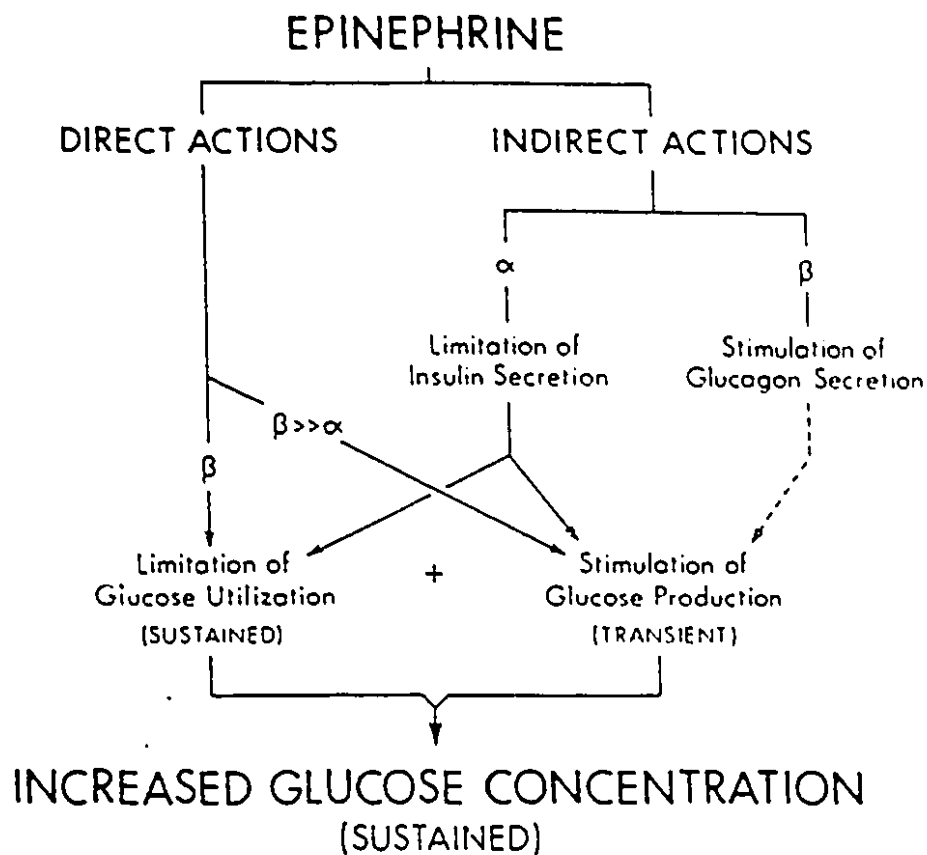 EPINEPHRINE
DIRECT ACTIONS
INDIRECT ACTIONS
α
β
Limitation of
Insulin Secretion
Stimulation of
Glucagon Secretion
β>>α
β
Limitation of
Glucose Utilization
(SUSTAINED)
+
Stimulation of
Glucose Production
(TRANSIENT)
INCREASED GLUCOSE CONCENTRATION
(SUSTAINED)